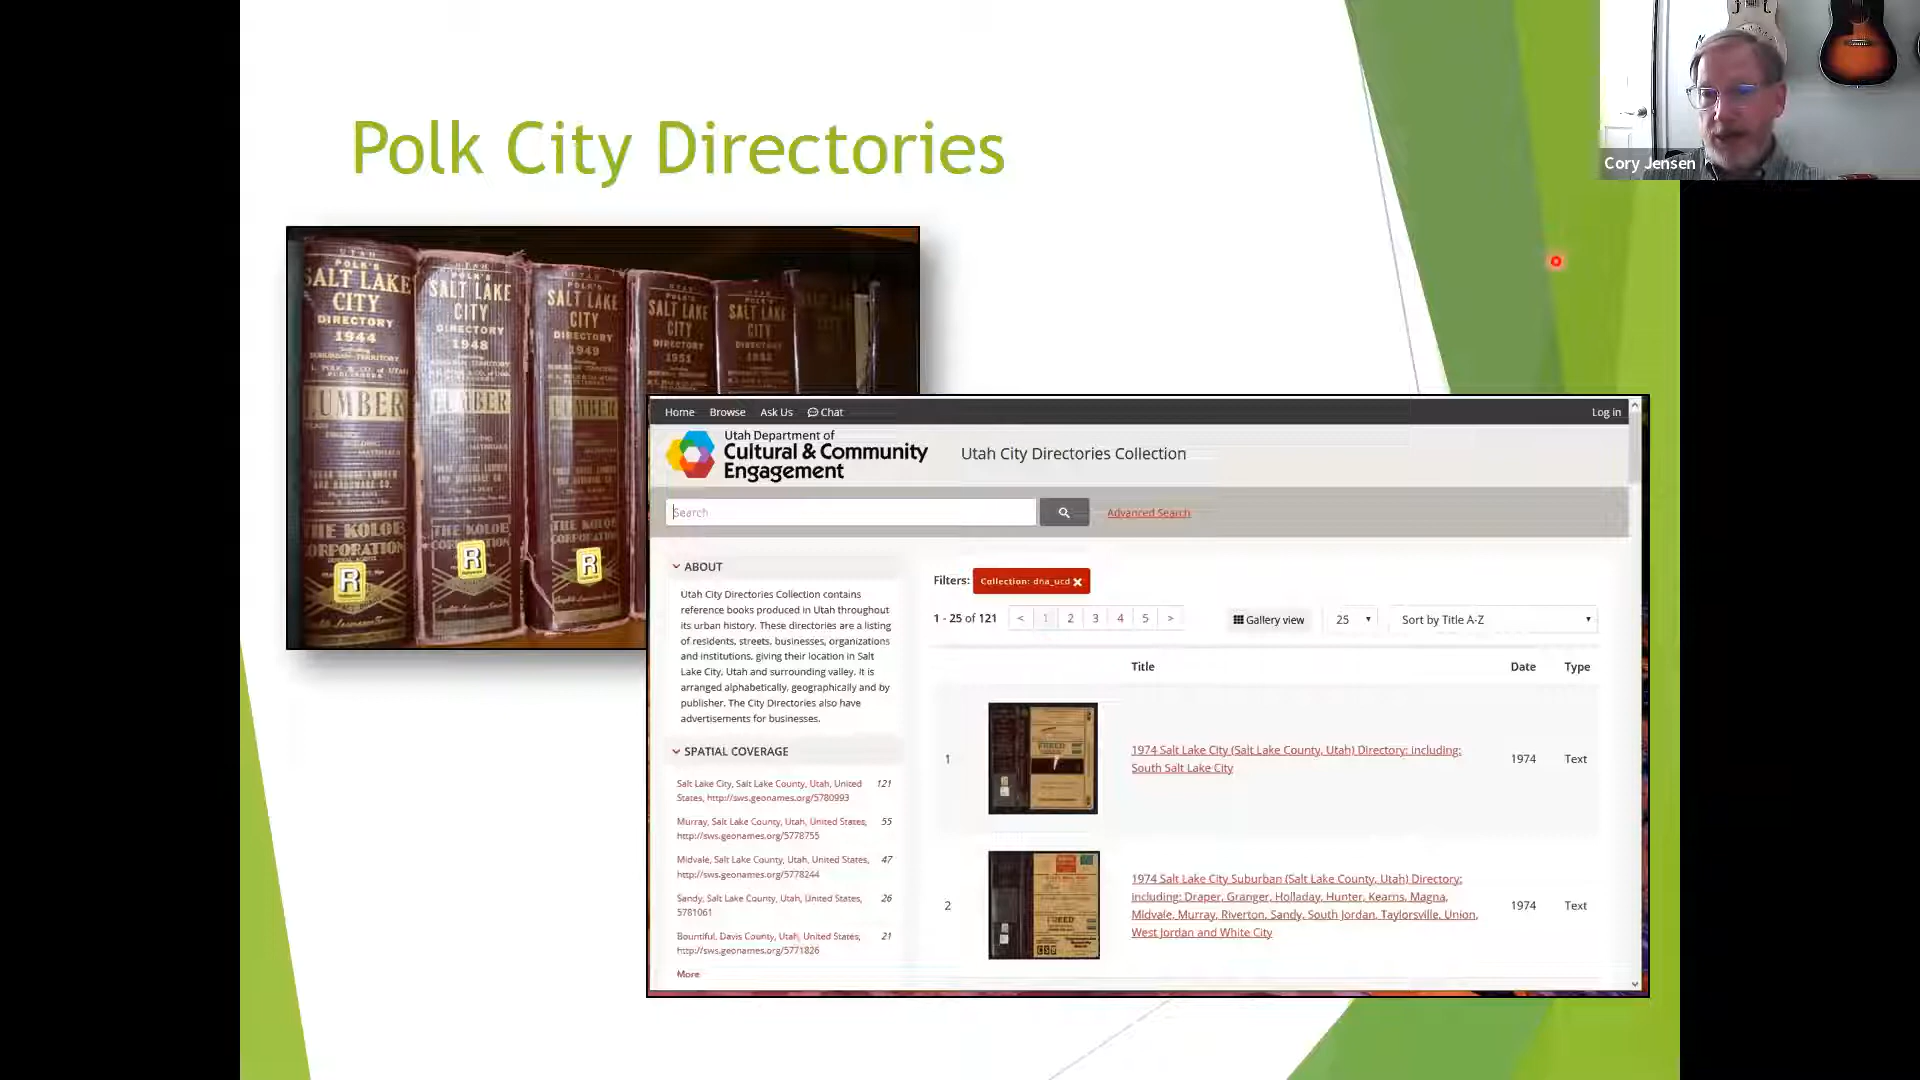 Polk City Directories
Cory Jensen
UTAH
POLK'S
SALT LAKE
CITY
DIRECTORY
1944
SUBURBAN TERRITORY
LUMBER
THE KOLOB
CORPORATION
R
UTAH
POLK'S
SALT LAKE
CITY
DIRECTORY
1948
LUMBER
THE KOLOB
CORPORATION
R
UTAH
POLK'S
SALT LAKE
CITY
DIRECTORY
1949
LUMBER
THE KOLOB
CORPORATION
R
UTAH
POLK'S
SALT LAKE
CITY
DIRECTORY
1951
UTAH
POLK'S
SALT LAKE
CITY
DIRECTORY
Home Browse Ask Us Chat Log in
Utah Department of
Cultural & Community
Engagement
Utah City Directories Collection
Search
Advanced Search
ABOUT
Utah City Directories Collection contains
reference books produced in Utah throughout
its urban history. These directories are a listing
of residents, streets, businesses, organizations
and institutions, giving their location in Salt
Lake City, Utah and surrounding valley. It is
arranged alphabetically, geographically and by
publisher. The City Directories also have
advertisements for businesses.
SPATIAL COVERAGE
Salt Lake City, Salt Lake County, Utah, United 121
States, http://sws.geonames.org/5780993
Murray, Salt Lake County, Utah, United States, 55
http://sws.geonames.org/5778755
Midvale, Salt Lake County, Utah, United States, 47
http://sws.geonames.org/5778244
Sandy, Salt Lake County, Utah, United States, 26
5781061
Bountiful, Davis County, Utah, United States, 21
http://sws.geonames.org/5771826
More
Filters: Collection: dha_ucd ×
1 - 25 of 121 < 1 2 3 4 5 >
Gallery view 25 Sort by Title A-Z
Title Date Type
1 1974 Salt Lake City (Salt Lake County, Utah) Directory: including: 1974 Text
South Salt Lake City
2 1974 Salt Lake City Suburban (Salt Lake County, Utah) Directory: 1974 Text
including: Draper, Granger, Holladay, Hunter, Kearns, Magna,
Midvale, Murray, Riverton, Sandy, South Jordan, Taylorsville, Union,
West Jordan and White City